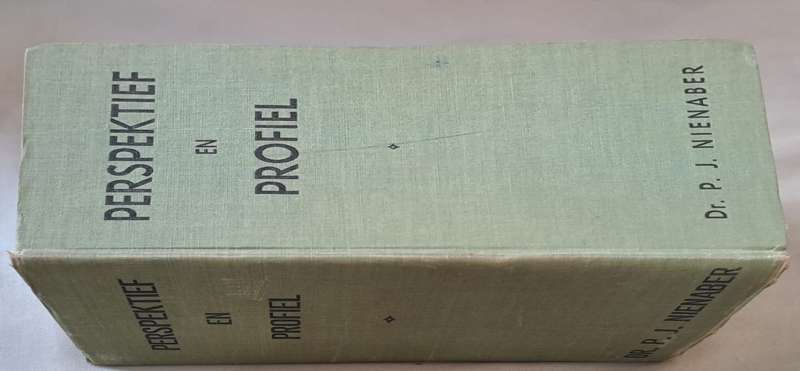 PERSPEKTIEF
EN
PROFIEL
Dr. P. J. NIENABER
PERSPEKTIEF
EN
PROFIEL
DR. P. J. NIENABER